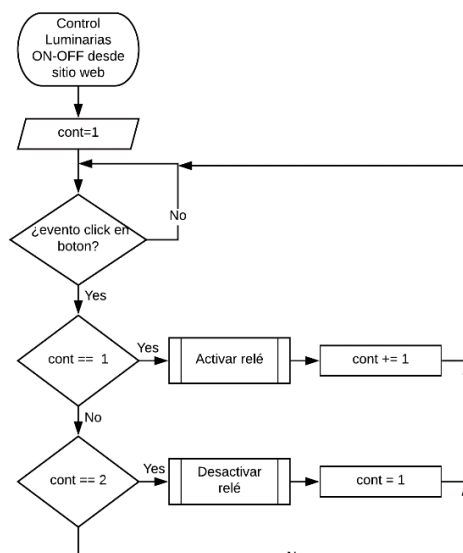 Control
Luminarias
ON-OFF desde
sitio web
cont=1
No
¿evento click en
boton?
Yes
cont == 1
Yes
Activar relé
cont += 1
No
cont == 2
Yes
Desactivar
relé
cont = 1